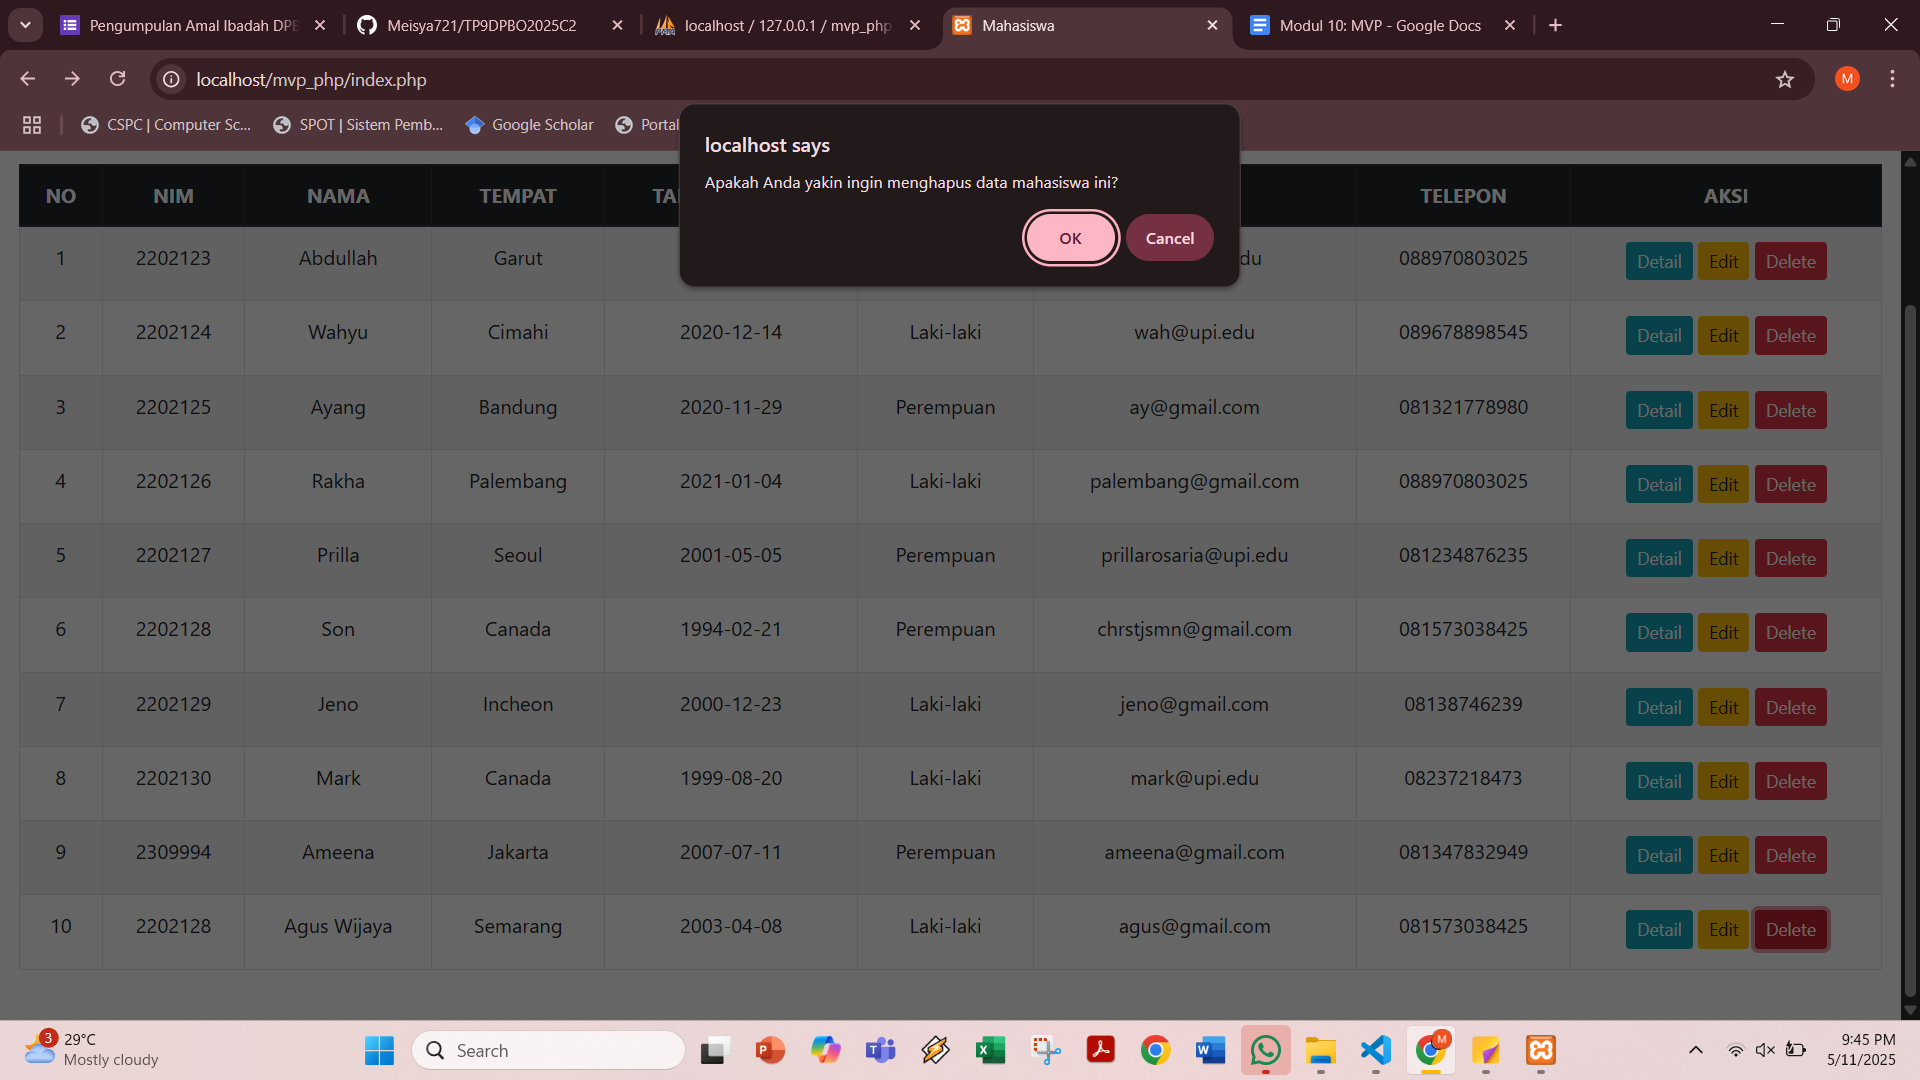 Pengumpulan Amal Ibadah DPB
Meisya721/TP9DPBO2025C2
localhost / 127.0.0.1 / mvp_php
Mahasiswa
Modul 10: MVP - Google Docs
localhost/mvp_php/index.php
M
CSPC | Computer Sc...
SPOT | Sistem Pemb...
Google Scholar
Portal
localhost says
Apakah Anda yakin ingin menghapus data mahasiswa ini?
OK Cancel
NO NIM NAMA TEMPAT TELEPON AKSI
1 2202123 Abdullah Garut du 088970803025 Detail Edit Delete
2 2202124 Wahyu Cimahi 2020-12-14 Laki-laki wah@upi.edu 089678898545 Detail Edit Delete
3 2202125 Ayang Bandung 2020-11-29 Perempuan ay@gmail.com 081321778980 Detail Edit Delete
4 2202126 Rakha Palembang 2021-01-04 Laki-laki palembang@gmail.com 088970803025 Detail Edit Delete
5 2202127 Prilla Seoul 2001-05-05 Perempuan prillarosaria@upi.edu 081234876235 Detail Edit Delete
6 2202128 Son Canada 1994-02-21 Perempuan chrstjsmn@gmail.com 081573038425 Detail Edit Delete
7 2202129 Jeno Incheon 2000-12-23 Laki-laki jeno@gmail.com 08138746239 Detail Edit Delete
8 2202130 Mark Canada 1999-08-20 Laki-laki mark@upi.edu 08237218473 Detail Edit Delete
9 2309994 Ameena Jakarta 2007-07-11 Perempuan ameena@gmail.com 081347832949 Detail Edit Delete
10 2202128 Agus Wijaya Semarang 2003-04-08 Laki-laki agus@gmail.com 081573038425 Detail Edit Delete
3
29°C
Mostly cloudy
Search
M
9:45 PM
5/11/2025